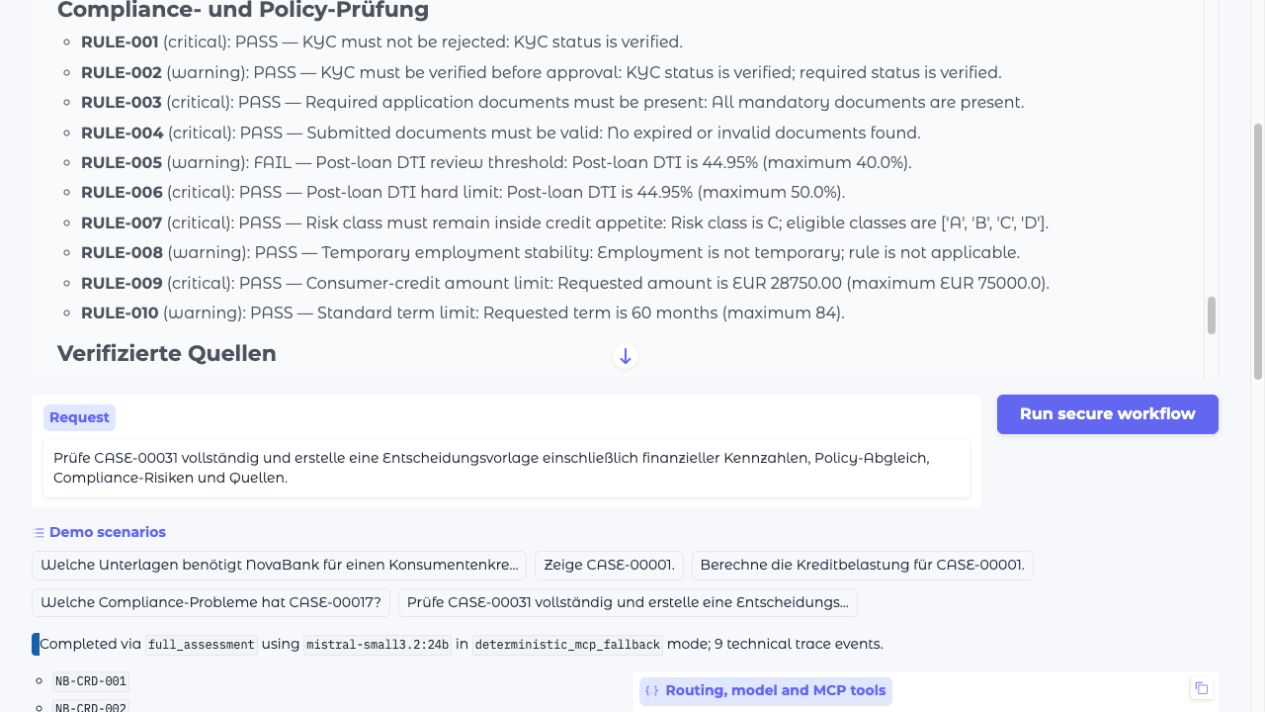 Compliance- und Policy-Prüfung
RULE-001 (critical): PASS — KYC must not be rejected: KYC status is verified.
RULE-002 (warning): PASS — KYC must be verified before approval: KYC status is verified; required status is verified.
RULE-003 (critical): PASS — Required application documents must be present: All mandatory documents are present.
RULE-004 (critical): PASS — Submitted documents must be valid: No expired or invalid documents found.
RULE-005 (warning): FAIL — Post-loan DTI review threshold: Post-loan DTI is 44.95% (maximum 40.0%).
RULE-006 (critical): PASS — Post-loan DTI hard limit: Post-loan DTI is 44.95% (maximum 50.0%).
RULE-007 (critical): PASS — Risk class must remain inside credit appetite: Risk class is C; eligible classes are ['A', 'B', 'C', 'D'].
RULE-008 (warning): PASS — Temporary employment stability: Employment is not temporary; rule is not applicable.
RULE-009 (critical): PASS — Consumer-credit amount limit: Requested amount is EUR 28750.00 (maximum EUR 75000.0).
RULE-010 (warning): PASS — Standard term limit: Requested term is 60 months (maximum 84).
Verifizierte Quellen
Request
Run secure workflow
Prüfe CASE-00031 vollständig und erstelle eine Entscheidungsvorlage einschließlich finanzieller Kennzahlen, Policy-Abgleich,
Compliance-Risiken und Quellen.
Demo scenarios
Welche Unterlagen benötigt NovaBank für einen Konsumentenkre...
Zeige CASE-00001.
Berechne die Kreditbelastung für CASE-00001.
Welche Compliance-Probleme hat CASE-00017?
Prüfe CASE-00031 vollständig und erstelle eine Entscheidungs...
Completed via full_assessment using mistral-small3.2:24b in deterministic_mcp_fallback mode; 9 technical trace events.
NB-CRD-001
NB-CRD-002
Routing, model and MCP tools